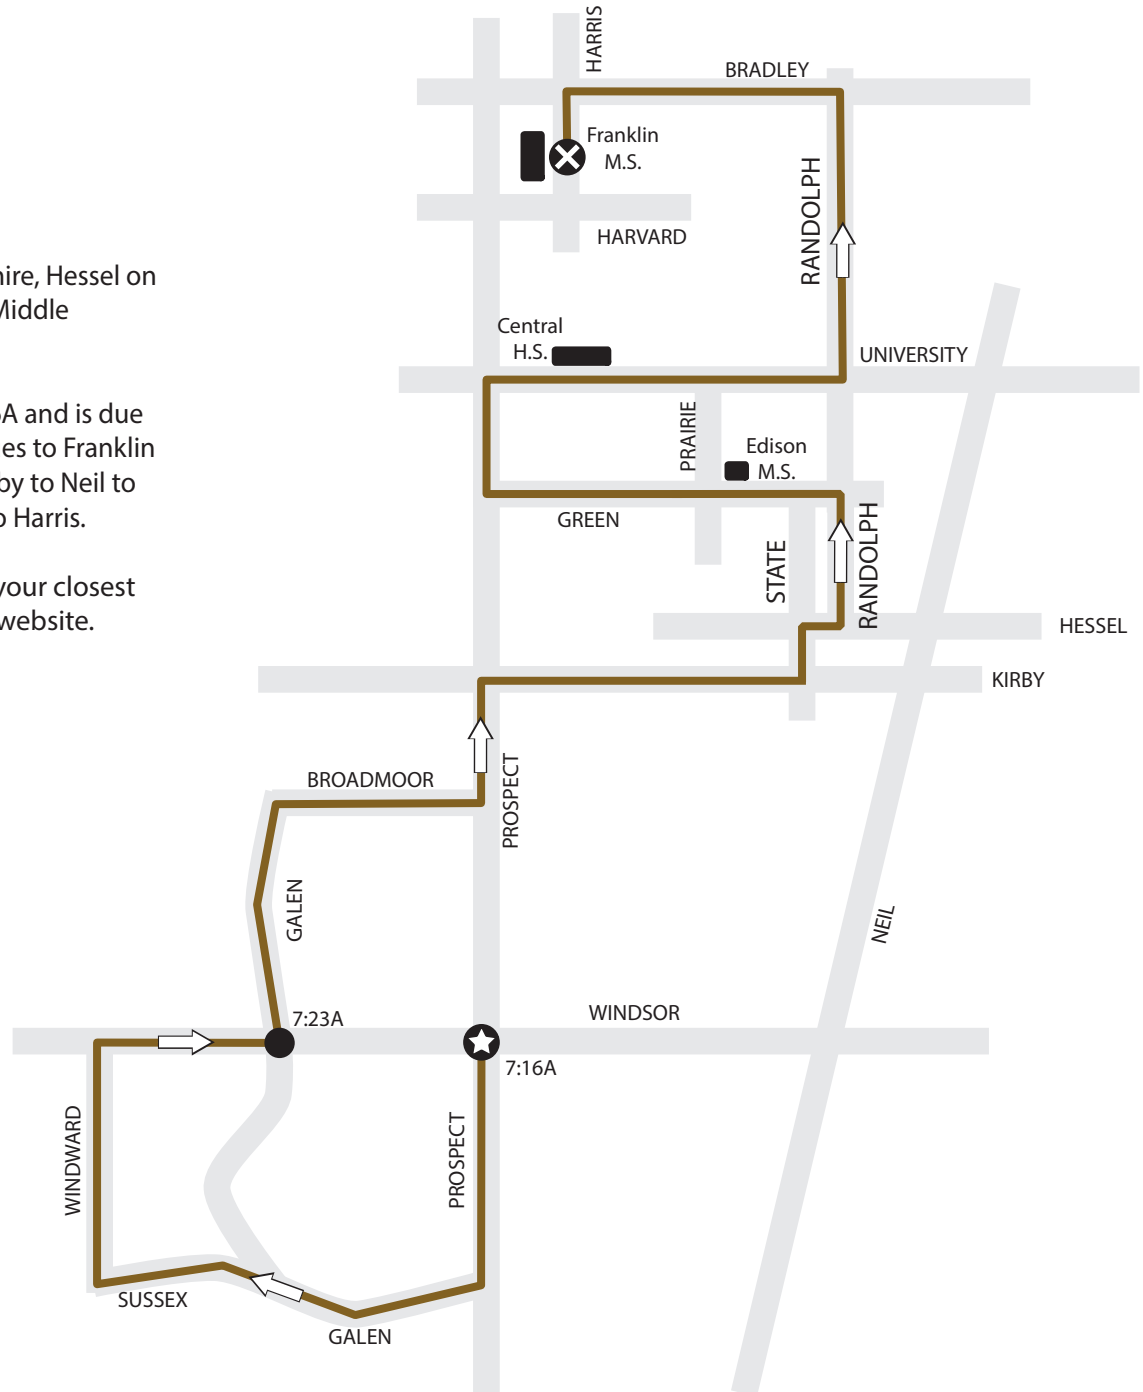 HARRIS
BRADLEY
Franklin
M.S.
RANDOLPH
HARVARD
hire, Hessel on
Middle
Central
H.S.
UNIVERSITY
5A and is due
es to Franklin
by to Neil to
o Harris.
PRAIRIE
Edison
M.S.
GREEN
STATE
RANDOLPH
your closest
website.
HESSEL
KIRBY
BROADMOOR
PROSPECT
GALEN
NEIL
7:23A
WINDSOR
7:16A
WINDWARD
PROSPECT
SUSSEX
GALEN